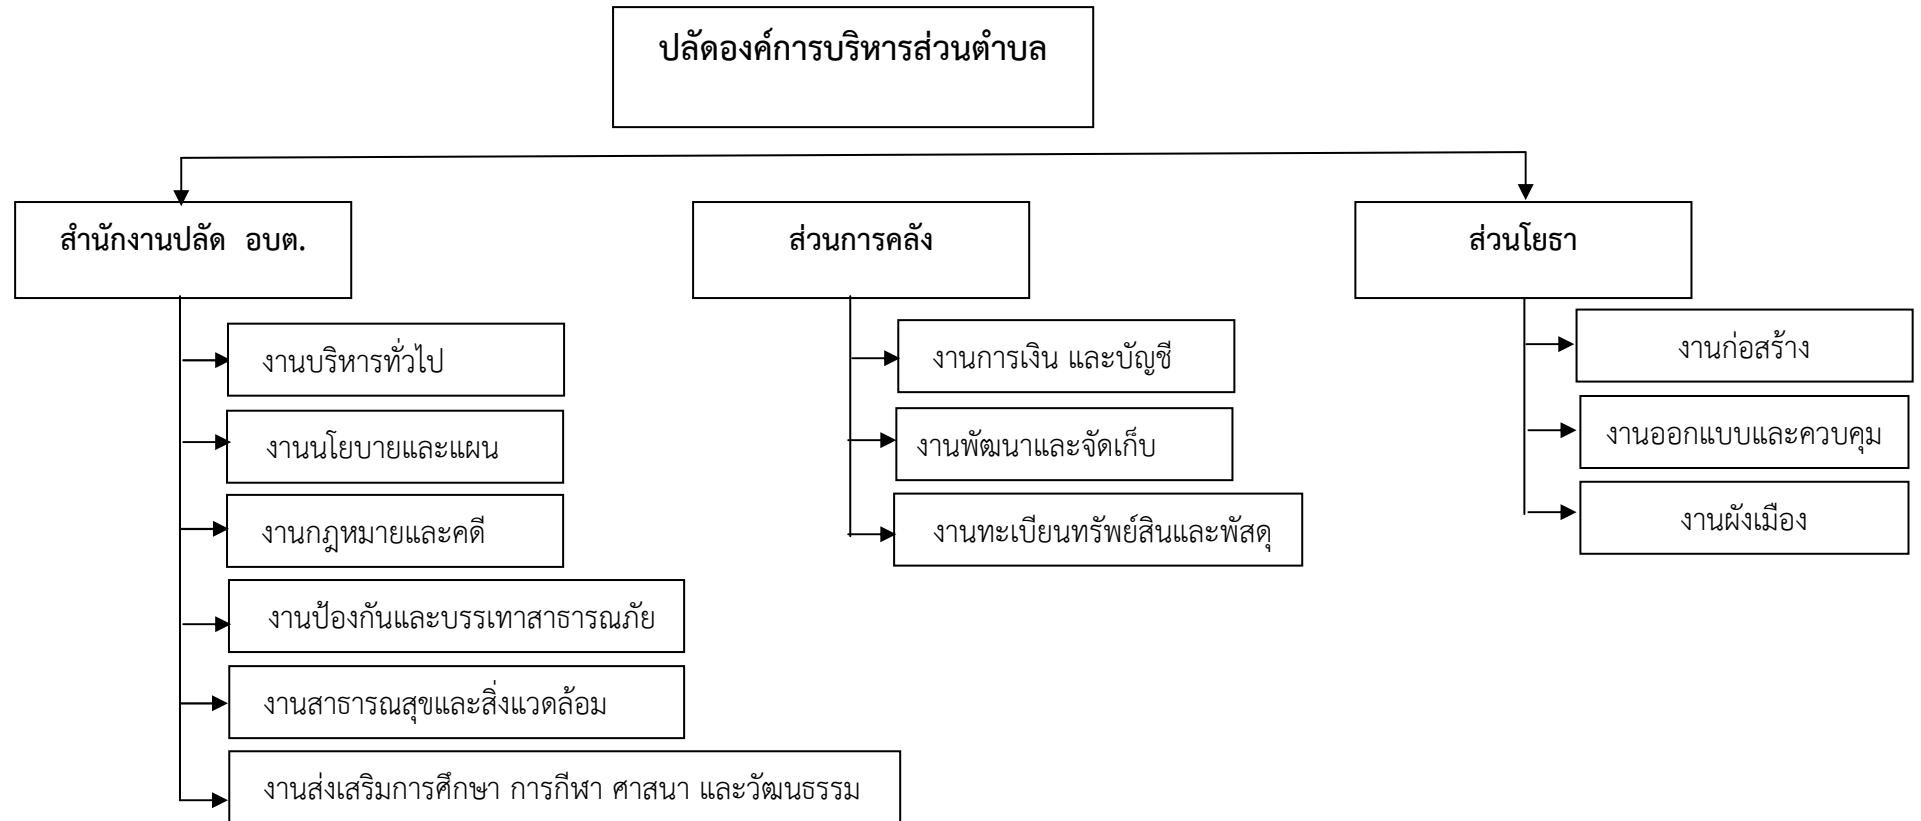 ปลัดองค์การบริหารส่วนตำบล
สำนักงานปลัด อบต.
งานบริหารทั่วไป
งานนโยบายและแผน
งานกฎหมายและคดี
งานป้องกันและบรรเทาสาธารณภัย
งานสาธารณสุขและสิ่งแวดล้อม
งานส่งเสริมการศึกษา การกีฬา ศาสนา และวัฒนธรรม
ส่วนการคลัง
งานการเงิน และบัญชี
งานพัฒนาและจัดเก็บ
งานทะเบียนทรัพย์สินและพัสดุ
ส่วนโยธา
งานก่อสร้าง
งานออกแบบและควบคุม
งานผังเมือง